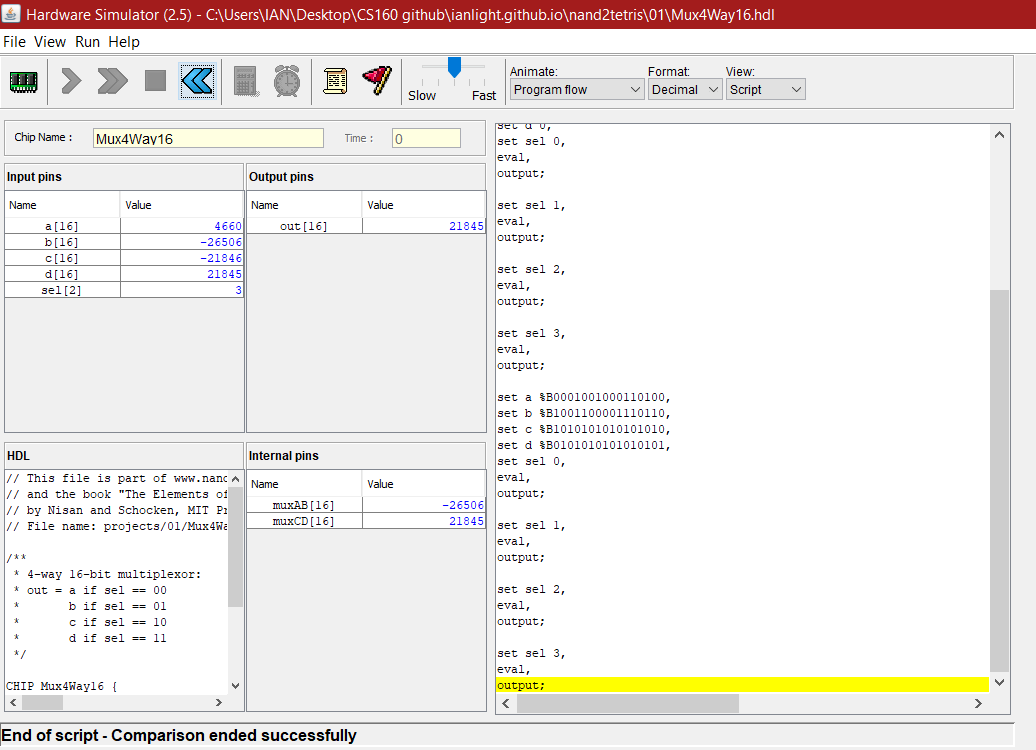 Hardware Simulator (2.5) - C:\Users\IAN\Desktop\CS160 github\ianlight.github.io\nand2tetris\01\Mux4Way16.hdl
File View Run Help
Slow Fast
Animate:
Program flow
Format:
Decimal
View:
Script
Chip Name :
Mux4Way16
Time :
0
Input pins
Name Value
a[16] 4660
b[16] -26506
c[16] -21846
d[16] 21845
sel[2] 3
Output pins
Name Value
out[16] 21845
HDL
// This file is part of www.nand
// and the book "The Elements of
// by Nisan and Schocken, MIT Pr
// File name: projects/01/Mux4Wa
/**
* 4-way 16-bit multiplexor:
* out = a if sel == 00
* b if sel == 01
* c if sel == 10
* d if sel == 11
*/
CHIP Mux4Way16 {
Internal pins
Name Value
muxAB[16] -26506
muxCD[16] 21845
set d 0,
set sel 0,
eval,
output;
set sel 1,
eval,
output;
set sel 2,
eval,
output;
set sel 3,
eval,
output;
set a %B0001001000110100,
set b %B1001100001110110,
set c %B1010101010101010,
set d %B0101010101010101,
set sel 0,
eval,
output;
set sel 1,
eval,
output;
set sel 2,
eval,
output;
set sel 3,
eval,
output;
End of script - Comparison ended successfully